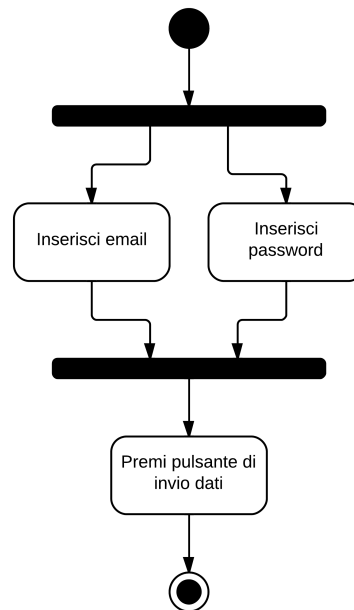 Inserisci email
Inserisci
password
Premi pulsante di
invio dati